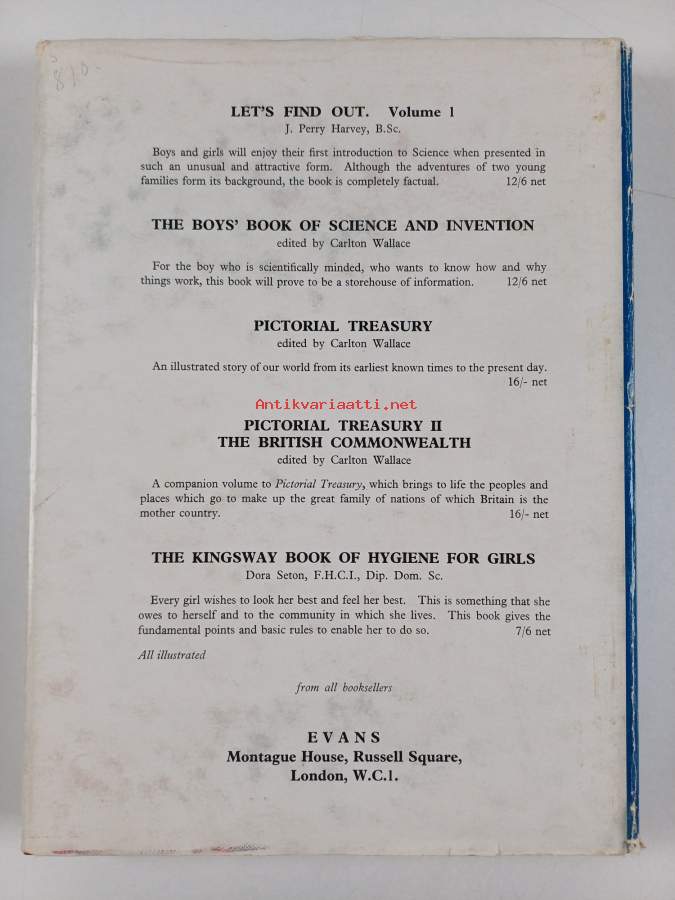 LET'S FIND OUT. Volume 1
J. Perry Harvey, B.Sc.
Boys and girls will enjoy their first introduction to Science when presented in
such an unusual and attractive form. Although the adventures of two young
families form its background, the book is completely factual. 12/6 net
THE BOYS' BOOK OF SCIENCE AND INVENTION
edited by Carlton Wallace
For the boy who is scientifically minded, who wants to know how and why
things work, this book will prove to be a storehouse of information. 12/6 net
PICTORIAL TREASURY
edited by Carlton Wallace
An illustrated story of our world from its earliest known times to the present day.
16/- net
Antikvariaatti.net
PICTORIAL TREASURY II
THE BRITISH COMMONWEALTH
edited by Carlton Wallace
A companion volume to Pictorial Treasury, which brings to life the peoples and
places which go to make up the great family of nations of which Britain is the
mother country. 16/- net
THE KINGSWAY BOOK OF HYGIENE FOR GIRLS
Dora Seton, F.H.C.I., Dip. Dom. Sc.
Every girl wishes to look her best and feel her best. This is something that she
owes to herself and to the community in which she lives. This book gives the
fundamental points and basic rules to enable her to do so. 7/6 net
All illustrated
from all booksellers
EVANS
Montague House, Russell Square,
London, W.C.1.